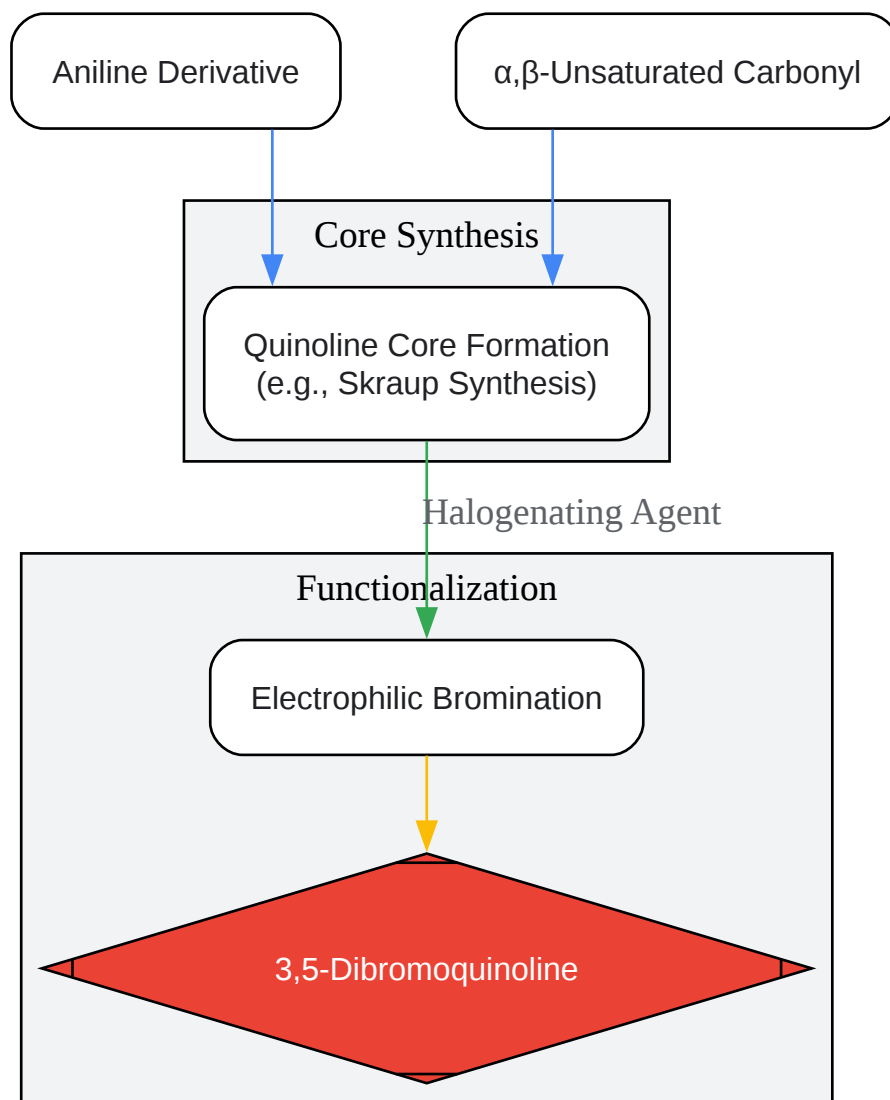 Aniline Derivative
α,β-Unsaturated Carbonyl
Core Synthesis
Quinoline Core Formation
(e.g., Skraup Synthesis)
Halogenating Agent
Functionalization
Electrophilic Bromination
3,5-Dibromoquinoline